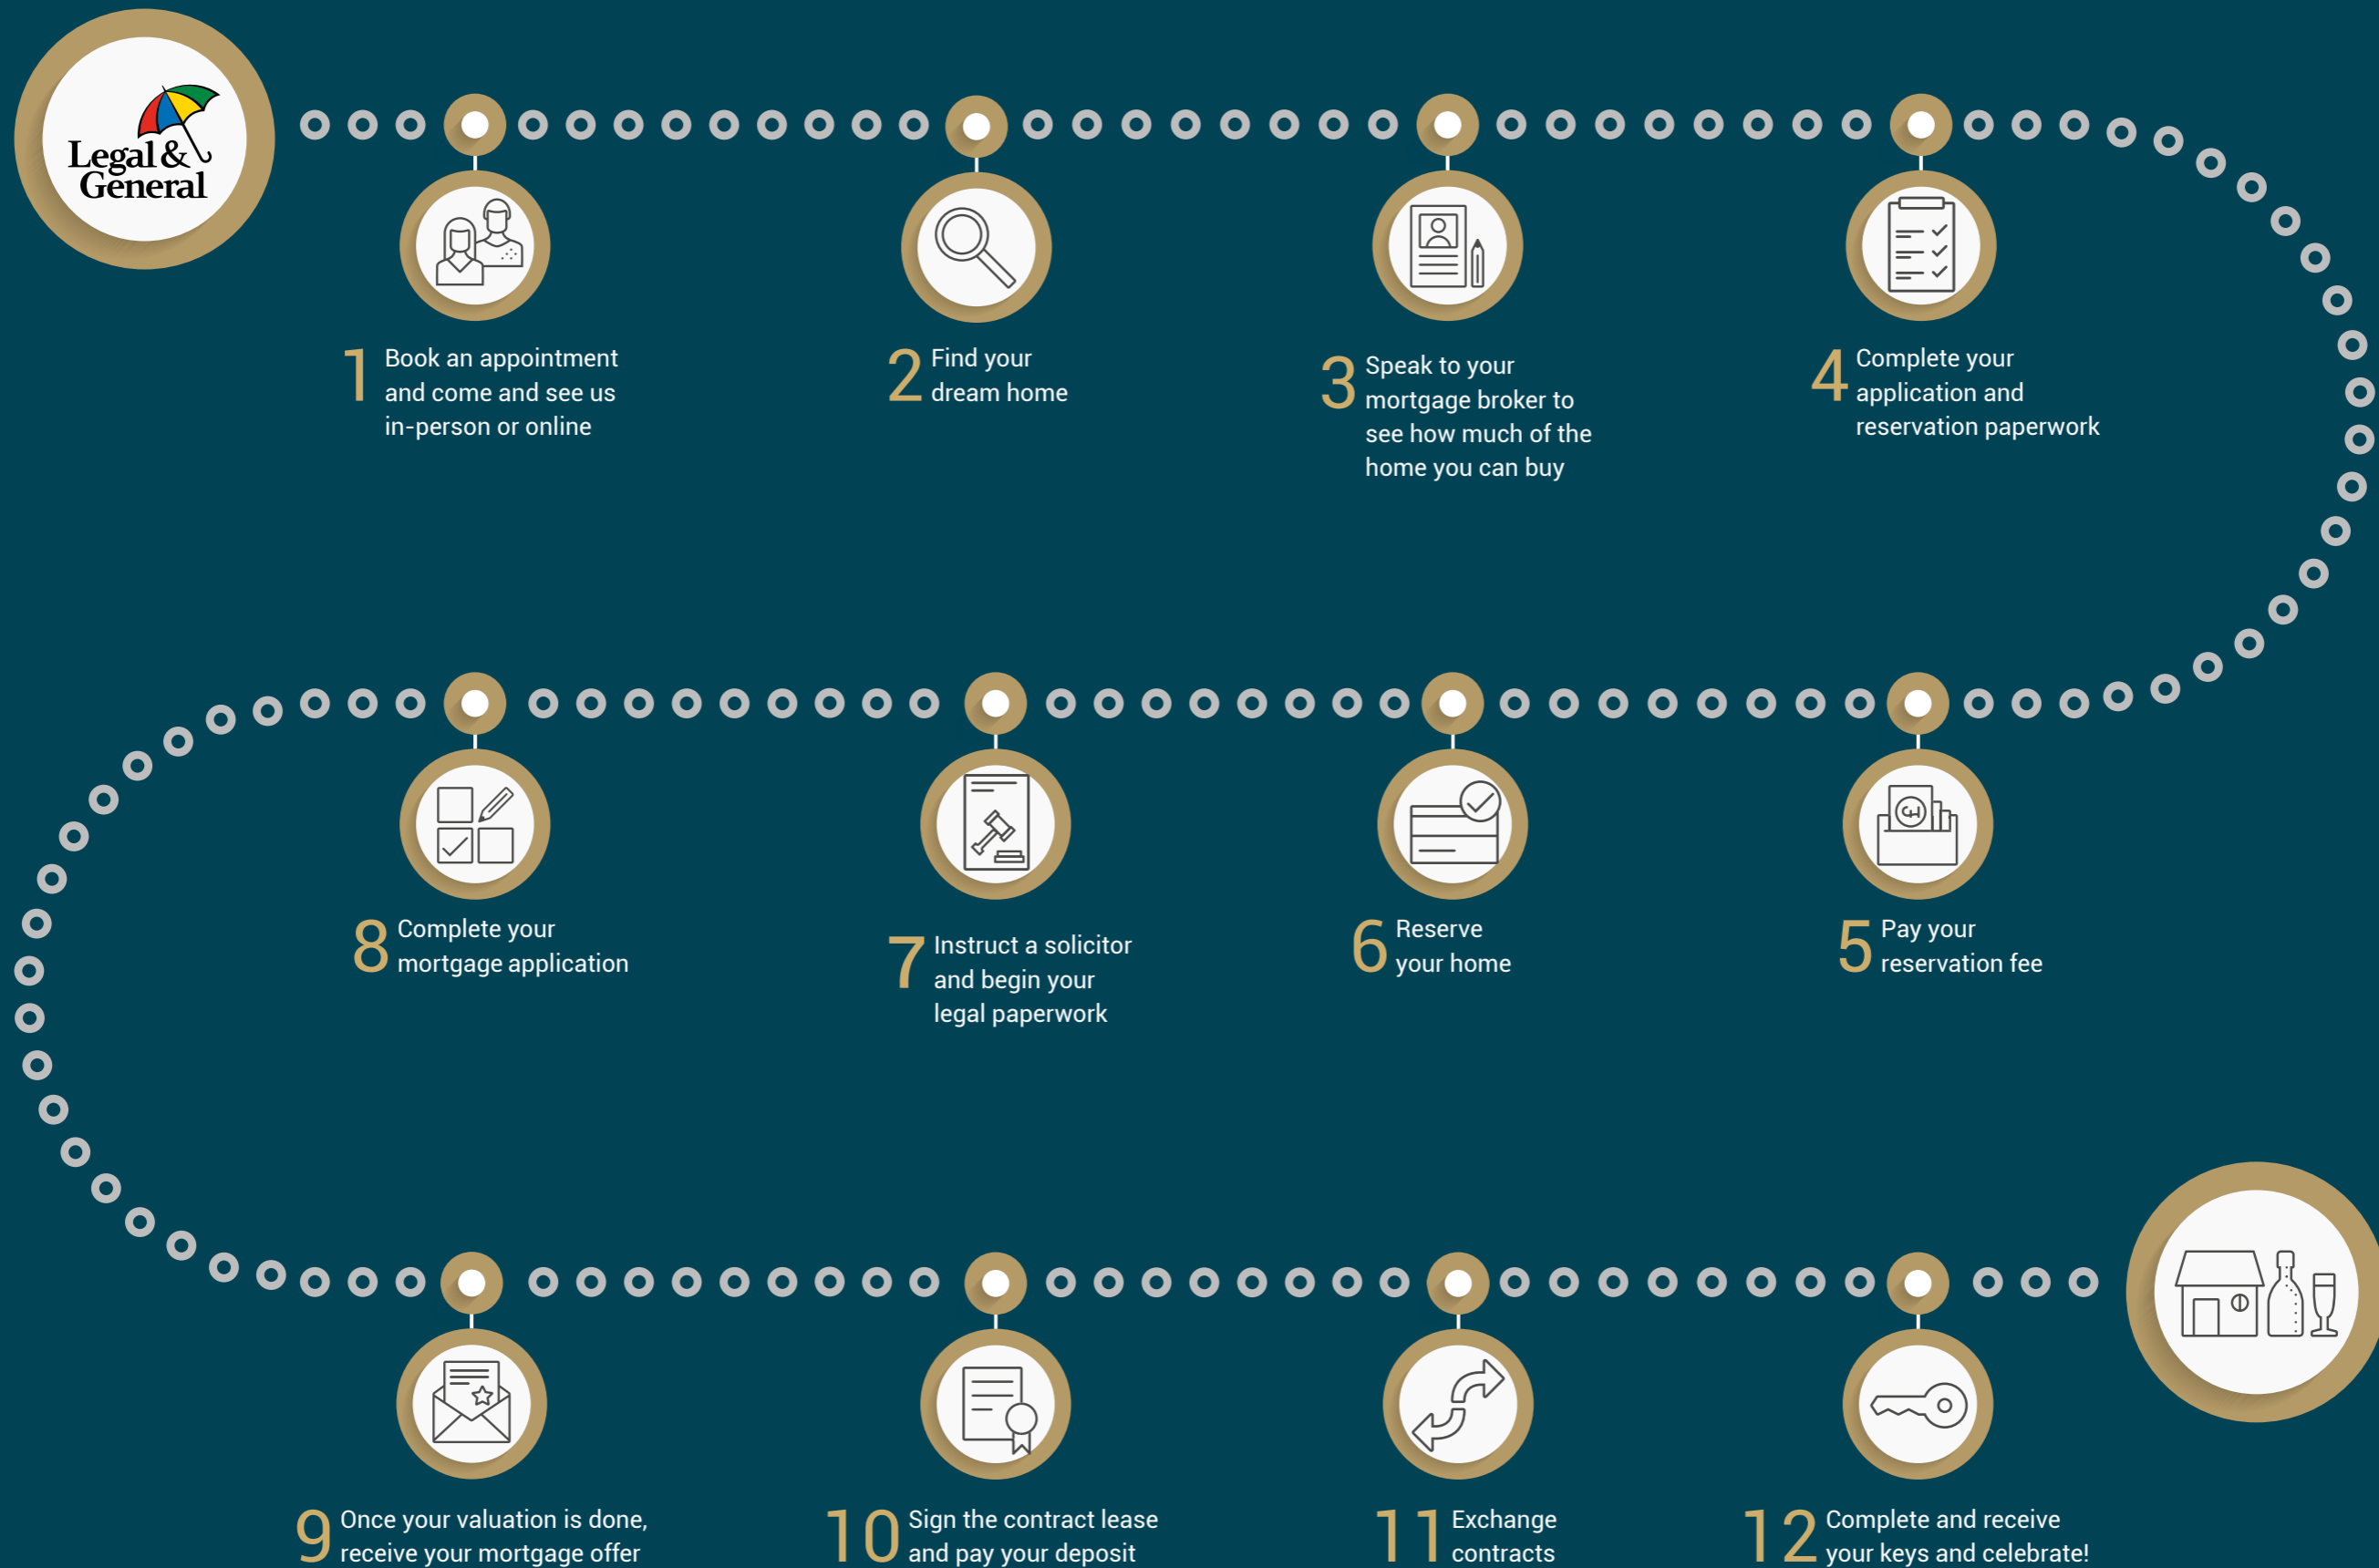 Legal &
General
1 Book an appointment
and come and see us
in-person or online
2 Find your
dream home
3 Speak to your
mortgage broker to
see how much of the
home you can buy
4 Complete your
application and
reservation paperwork
5 Pay your
reservation fee
6 Reserve
your home
7 Instruct a solicitor
and begin your
legal paperwork
8 Complete your
mortgage application
9 Once your valuation is done,
receive your mortgage offer
10 Sign the contract lease
and pay your deposit
11 Exchange
contracts
12 Complete and receive
your keys and celebrate!